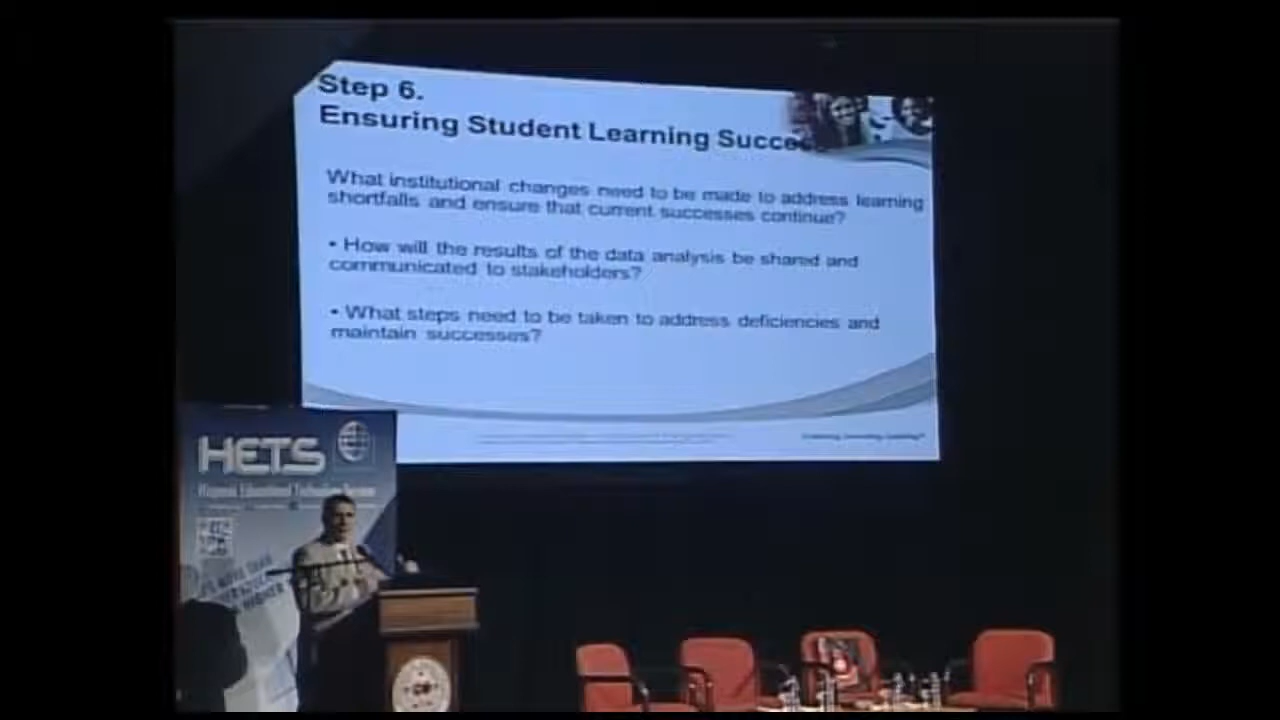 Step 6.
Ensuring Student Learning
What institutional changes need to be made to address learning
shortfalls and ensure that current successes continue?
• How will the results of the data analysis be shared and
communicated to stakeholders?
• What steps need to be taken to address deficiencies and
maintain successes?
HETS